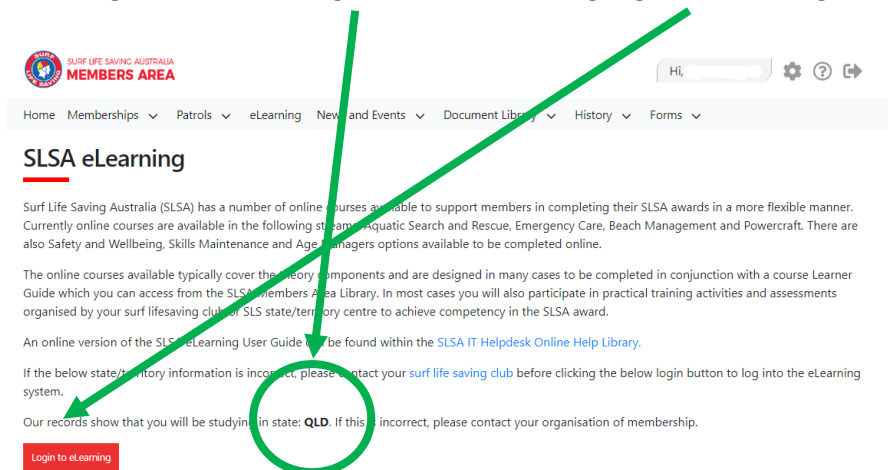 SURF LIFE SAVING AUSTRALIA
MEMBERS AREA
Hi,
Home Memberships Patrols eLearning News and Events Document Library History Forms
SLSA eLearning
Surf Life Saving Australia (SLSA) has a number of online courses available to support members in completing their SLSA awards in a more flexible manner.
Currently online courses are available in the following streams: Aquatic Search and Rescue, Emergency Care, Beach Management and Powercraft. There are
also Safety and Wellbeing, Skills Maintenance and Age Managers options available to be completed online.
The online courses available typically cover the theory components and are designed in many cases to be completed in conjunction with a course Learner
Guide which you can access from the SLSA Members Area Library. In most cases you will also participate in practical training activities and assessments
organised by your surf lifesaving club or SLS state/territory centre to achieve competency in the SLSA award.
An online version of the SLSA eLearning User Guide can be found within the SLSA IT Helpdesk Online Help Library.
If the below state/territory information is incorrect, please contact your surf life saving club before clicking the below login button to log into the eLearning
system.
Our records show that you will be studying in state: QLD. If this is incorrect, please contact your organisation of membership.
Login to eLearning